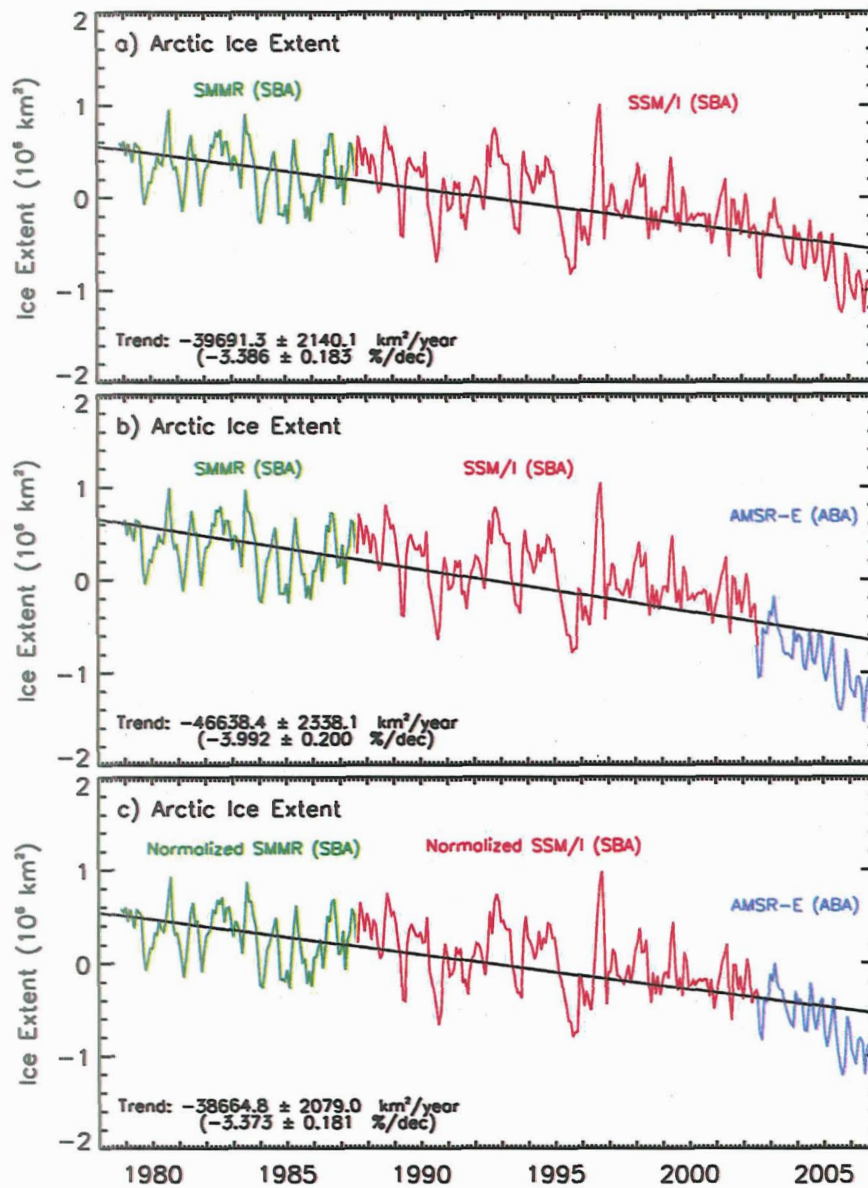 a) Arctic Ice Extent
SMMR (SBA)
SSM/I (SBA)
Ice Extent (10⁶ km²)
2
1
0
-1
-2
Trend: -39691.3 ± 2140.1 km²/year
(-3.386 ± 0.183 %/dec)
b) Arctic Ice Extent
SMMR (SBA)
SSM/I (SBA)
AMSR-E (ABA)
Ice Extent (10⁶ km²)
2
1
0
-1
-2
Trend: -46638.4 ± 2338.1 km²/year
(-3.992 ± 0.200 %/dec)
c) Arctic Ice Extent
Normalized SMMR (SBA)
Normalized SSM/I (SBA)
AMSR-E (ABA)
Ice Extent (10⁶ km²)
2
1
0
-1
-2
Trend: -38664.8 ± 2079.0 km²/year
(-3.373 ± 0.181 %/dec)
1980 1985 1990 1995 2000 2005